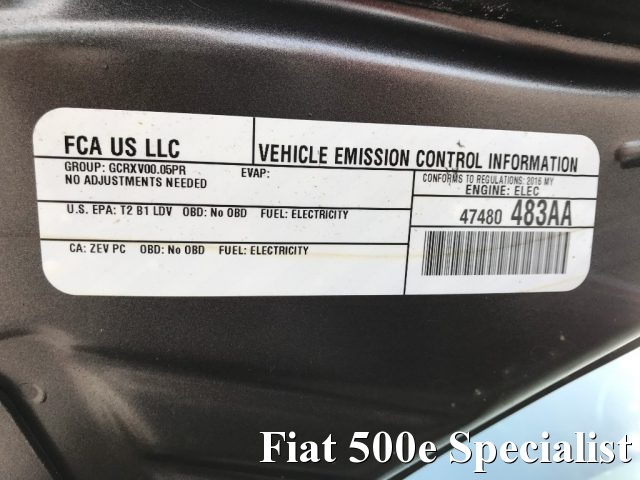 FCA US LLC
VEHICLE EMISSION CONTROL INFORMATION
GROUP: GCRXV00.05PR EVAP:
NO ADJUSTMENTS NEEDED
CONFORMS TO REGULATIONS: 2016 MY
ENGINE: ELEC
U.S. EPA: T2 B1 LDV OBD: No OBD FUEL: ELECTRICITY
47480 483AA
CA: ZEV PC OBD: No OBD FUEL: ELECTRICITY
Fiat 500e Specialist